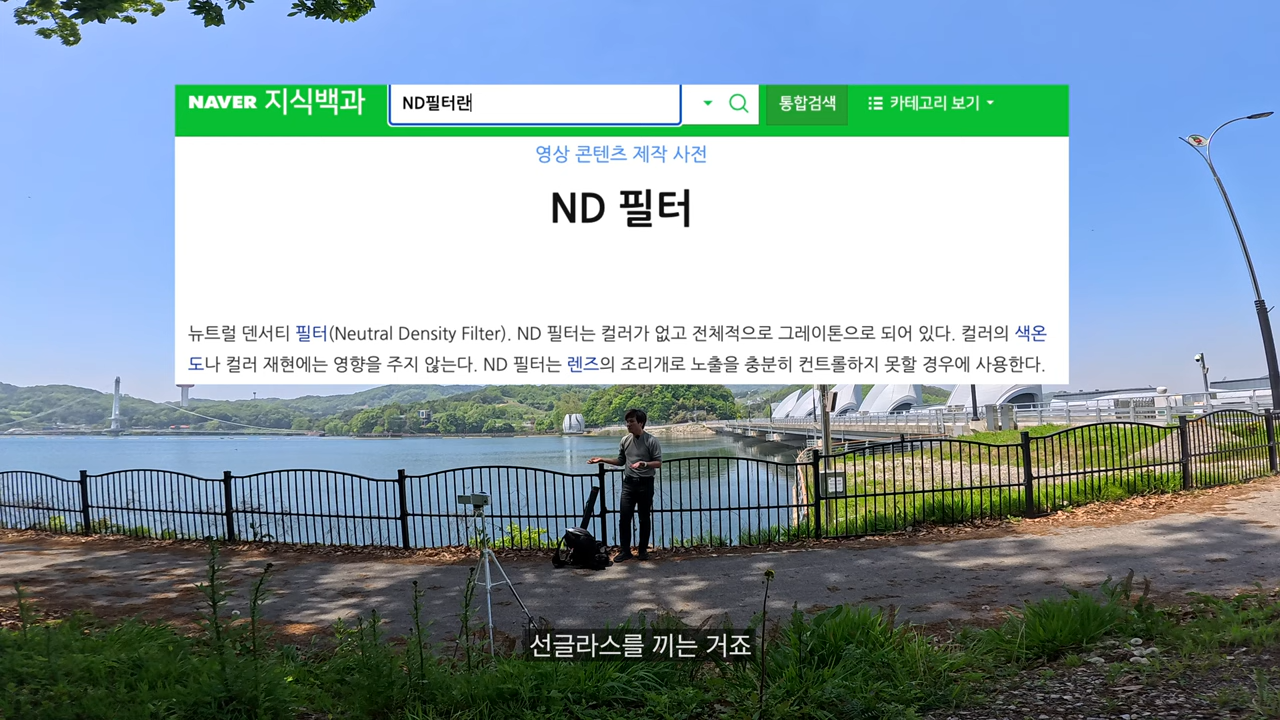 NAVER 지식백과
ND필터란
통합검색
카테고리 보기
영상 콘텐츠 제작 사전
ND 필터
뉴트럴 덴서티 필터(Neutral Density Filter). ND 필터는 컬러가 없고 전체적으로 그레이톤으로 되어 있다. 컬러의 색온
도나 컬러 재현에는 영향을 주지 않는다. ND 필터는 렌즈의 조리개로 노출을 충분히 컨트롤하지 못할 경우에 사용한다.
선글라스를 끼는 거죠